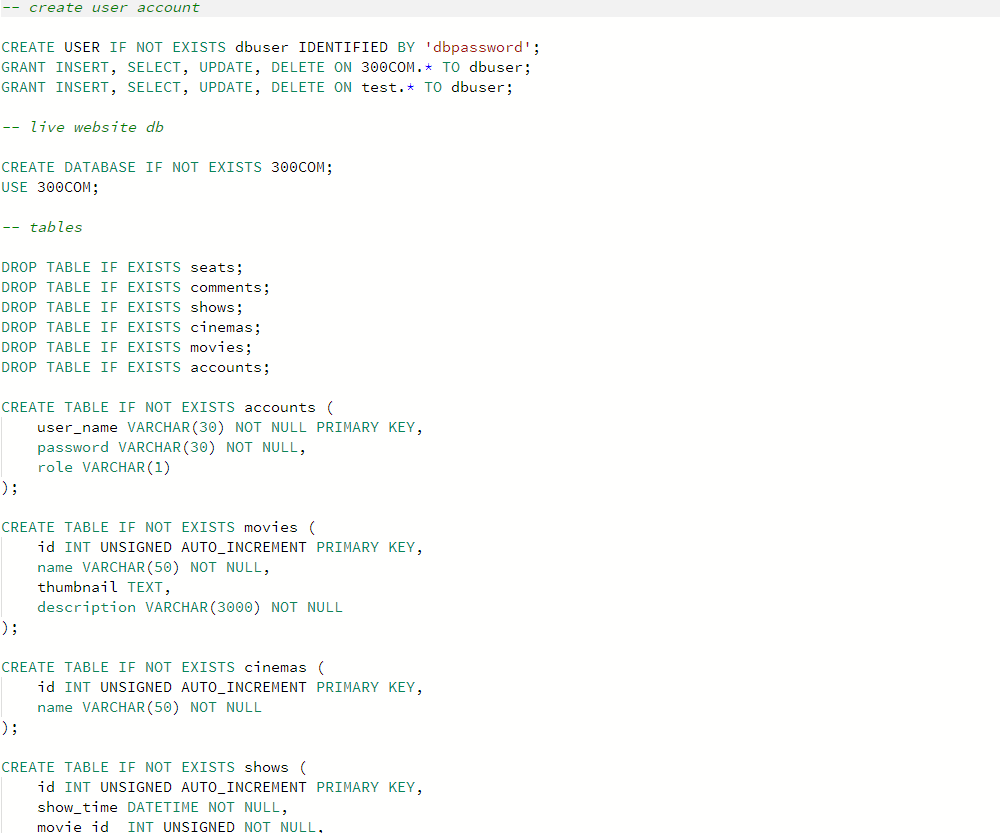 -- create user account
CREATE USER IF NOT EXISTS dbuser IDENTIFIED BY 'dbpassword';
GRANT INSERT, SELECT, UPDATE, DELETE ON 300COM.* TO dbuser;
GRANT INSERT, SELECT, UPDATE, DELETE ON test.* TO dbuser;
-- live website db
CREATE DATABASE IF NOT EXISTS 300COM;
USE 300COM;
-- tables
DROP TABLE IF EXISTS seats;
DROP TABLE IF EXISTS comments;
DROP TABLE IF EXISTS shows;
DROP TABLE IF EXISTS cinemas;
DROP TABLE IF EXISTS movies;
DROP TABLE IF EXISTS accounts;
CREATE TABLE IF NOT EXISTS accounts (
    user_name VARCHAR(30) NOT NULL PRIMARY KEY,
    password VARCHAR(30) NOT NULL,
    role VARCHAR(1)
);
CREATE TABLE IF NOT EXISTS movies (
    id INT UNSIGNED AUTO_INCREMENT PRIMARY KEY,
    name VARCHAR(50) NOT NULL,
    thumbnail TEXT,
    description VARCHAR(3000) NOT NULL
);
CREATE TABLE IF NOT EXISTS cinemas (
    id INT UNSIGNED AUTO_INCREMENT PRIMARY KEY,
    name VARCHAR(50) NOT NULL
);
CREATE TABLE IF NOT EXISTS shows (
    id INT UNSIGNED AUTO_INCREMENT PRIMARY KEY,
    show_time DATETIME NOT NULL,
    movie_id  INT UNSIGNED NOT NULL,